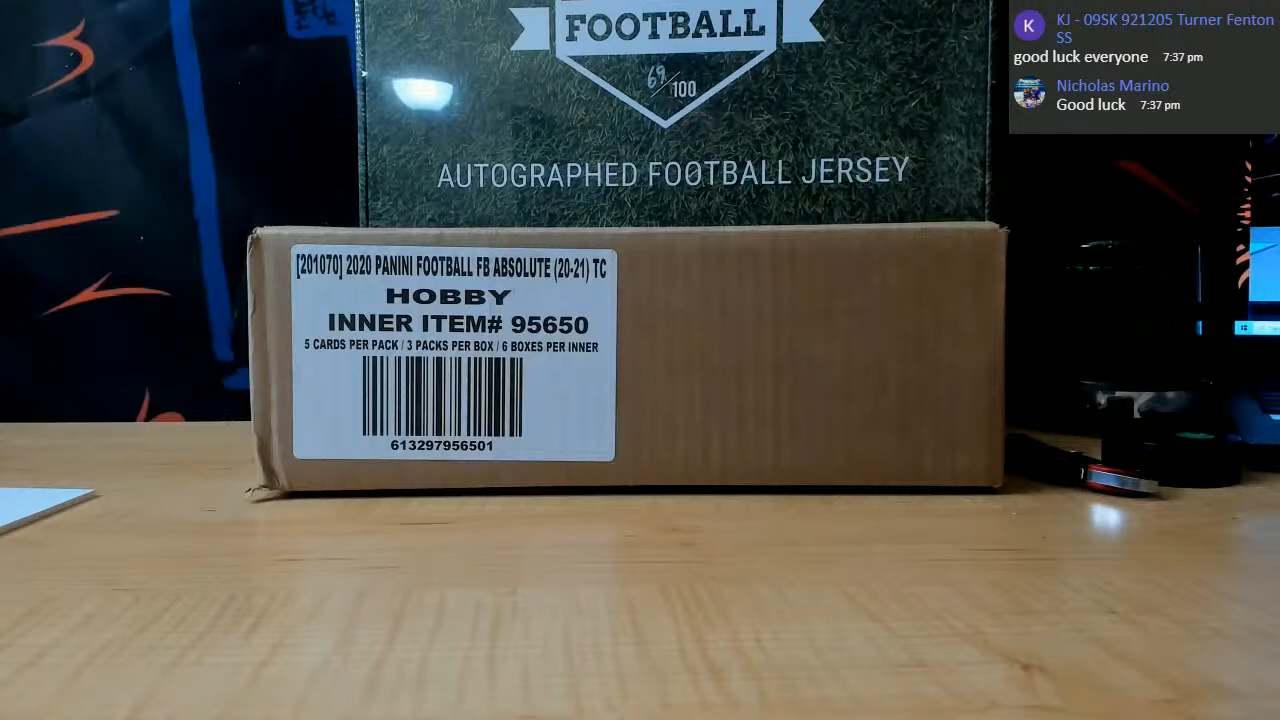 FOOTBALL
69/100
AUTOGRAPHED FOOTBALL JERSEY
[201070] 2020 PANINI FOOTBALL FB ABSOLUTE (20-21) TC
HOBBY
INNER ITEM# 95650
5 CARDS PER PACK / 3 PACKS PER BOX / 6 BOXES PER INNER
613297956501
K
KJ - 09SK 921205 Turner Fenton
SS
good luck everyone 7:37 pm
Nicholas Marino
Good luck 7:37 pm